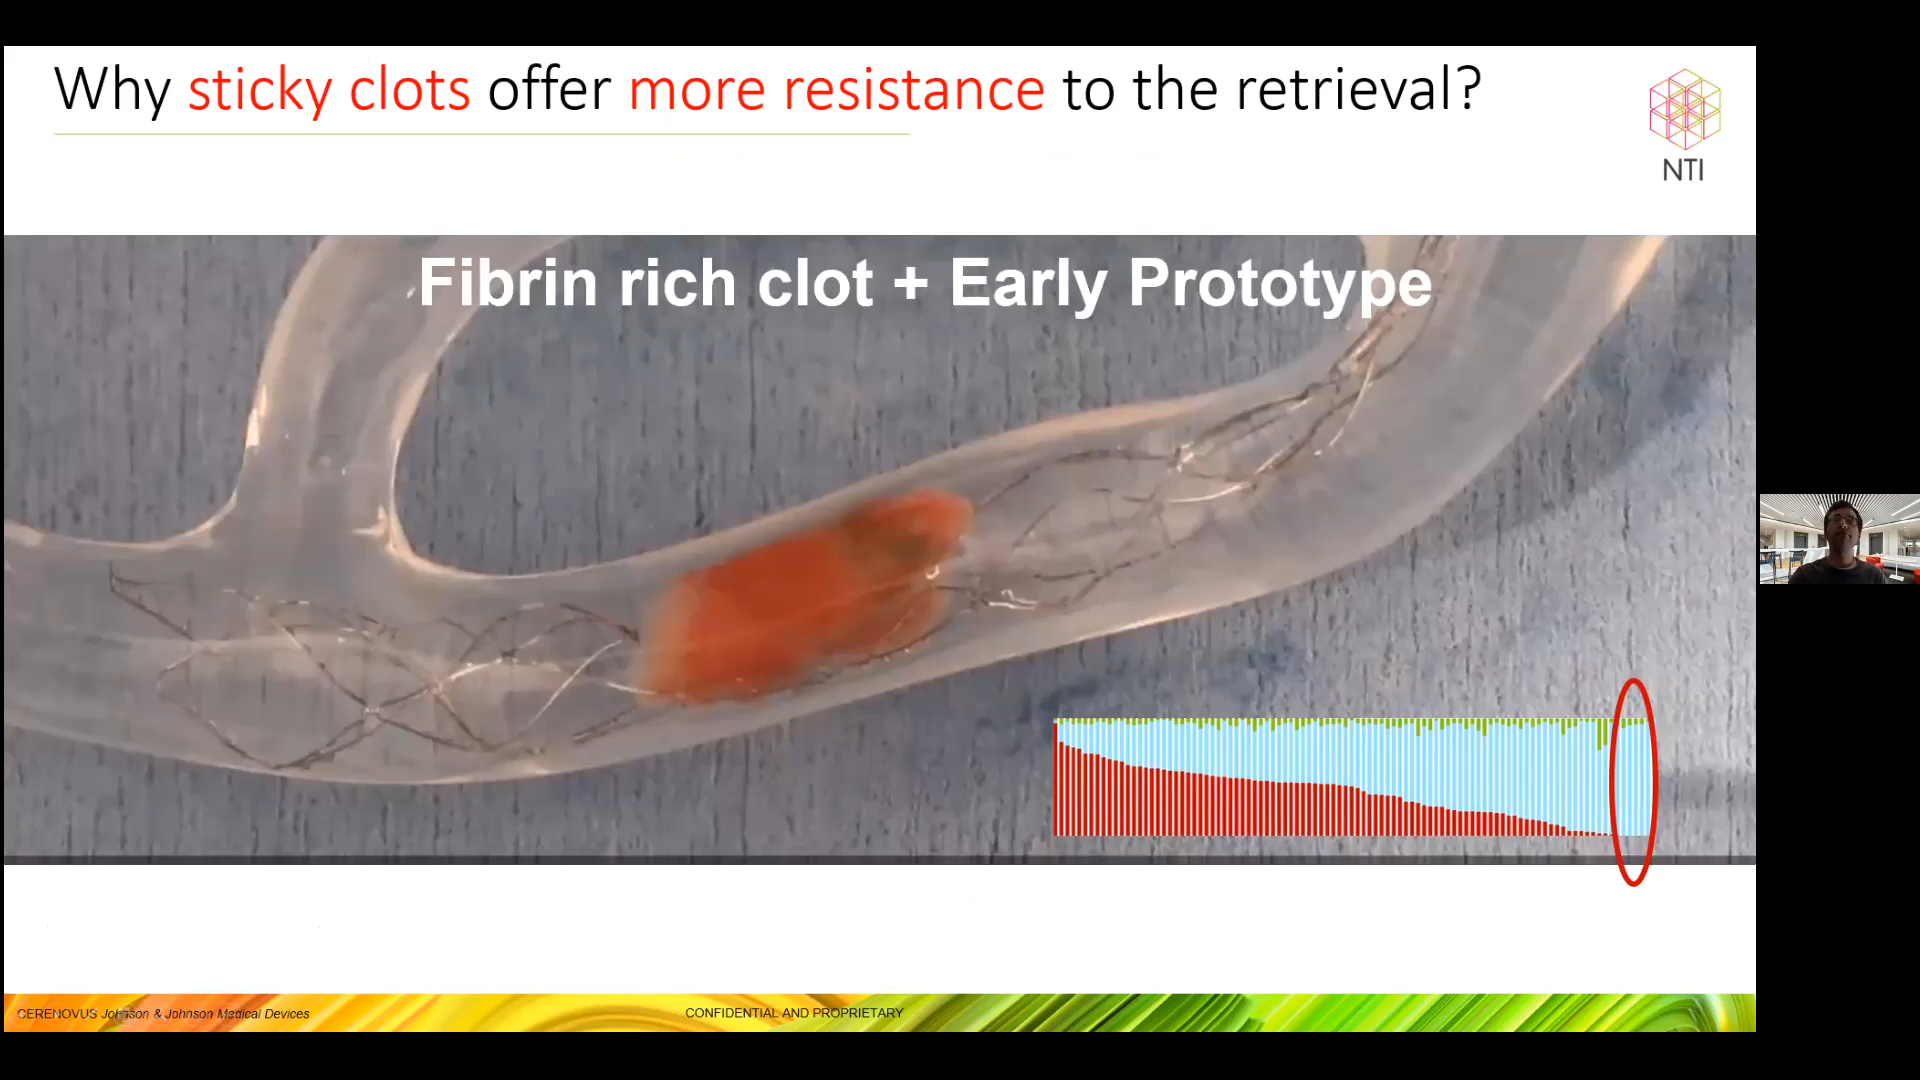 Why sticky clots offer more resistance to the retrieval?
NTI
Fibrin rich clot + Early Prototype
CERENOVUS Johnson & Johnson Medical Devices
CONFIDENTIAL AND PROPRIETARY